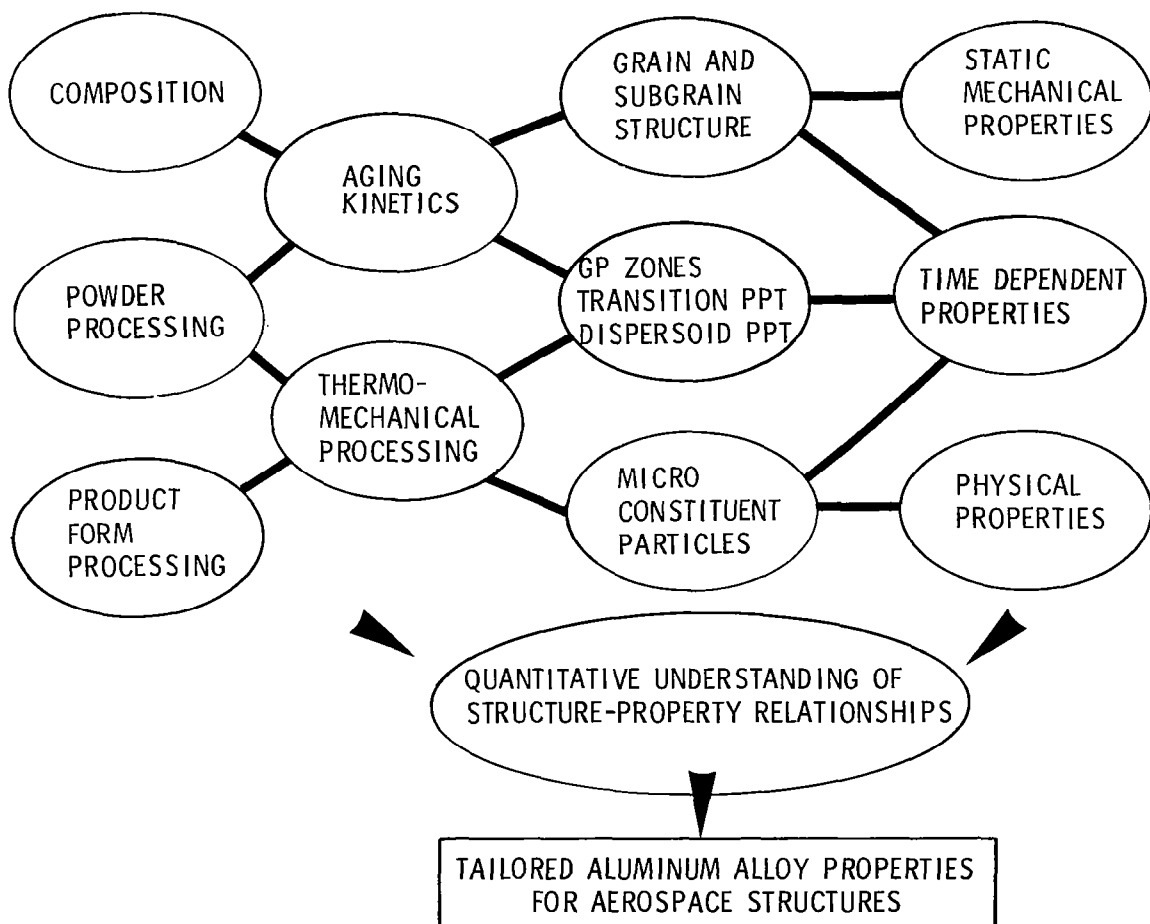 COMPOSITION
POWDER
PROCESSING
PRODUCT
FORM
PROCESSING
AGING
KINETICS
THERMO-
MECHANICAL
PROCESSING
GRAIN AND
SUBGRAIN
STRUCTURE
GP ZONES
TRANSITION PPT
DISPERSOID PPT
MICRO
CONSTITUENT
PARTICLES
STATIC
MECHANICAL
PROPERTIES
TIME DEPENDENT
PROPERTIES
PHYSICAL
PROPERTIES
QUANTITATIVE UNDERSTANDING OF
STRUCTURE-PROPERTY RELATIONSHIPS
TAILORED ALUMINUM ALLOY PROPERTIES
FOR AEROSPACE STRUCTURES